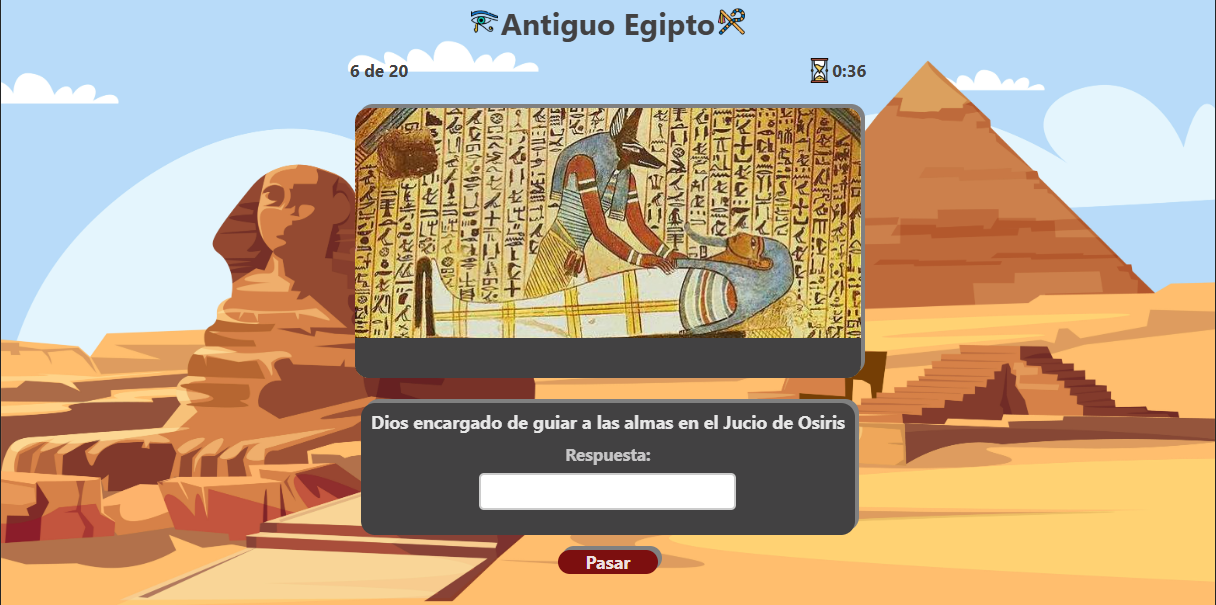 Antiguo Egipto
6 de 20
0:36
Dios encargado de guiar a las almas en el Jucio de Osiris
Respuesta:
Pasar